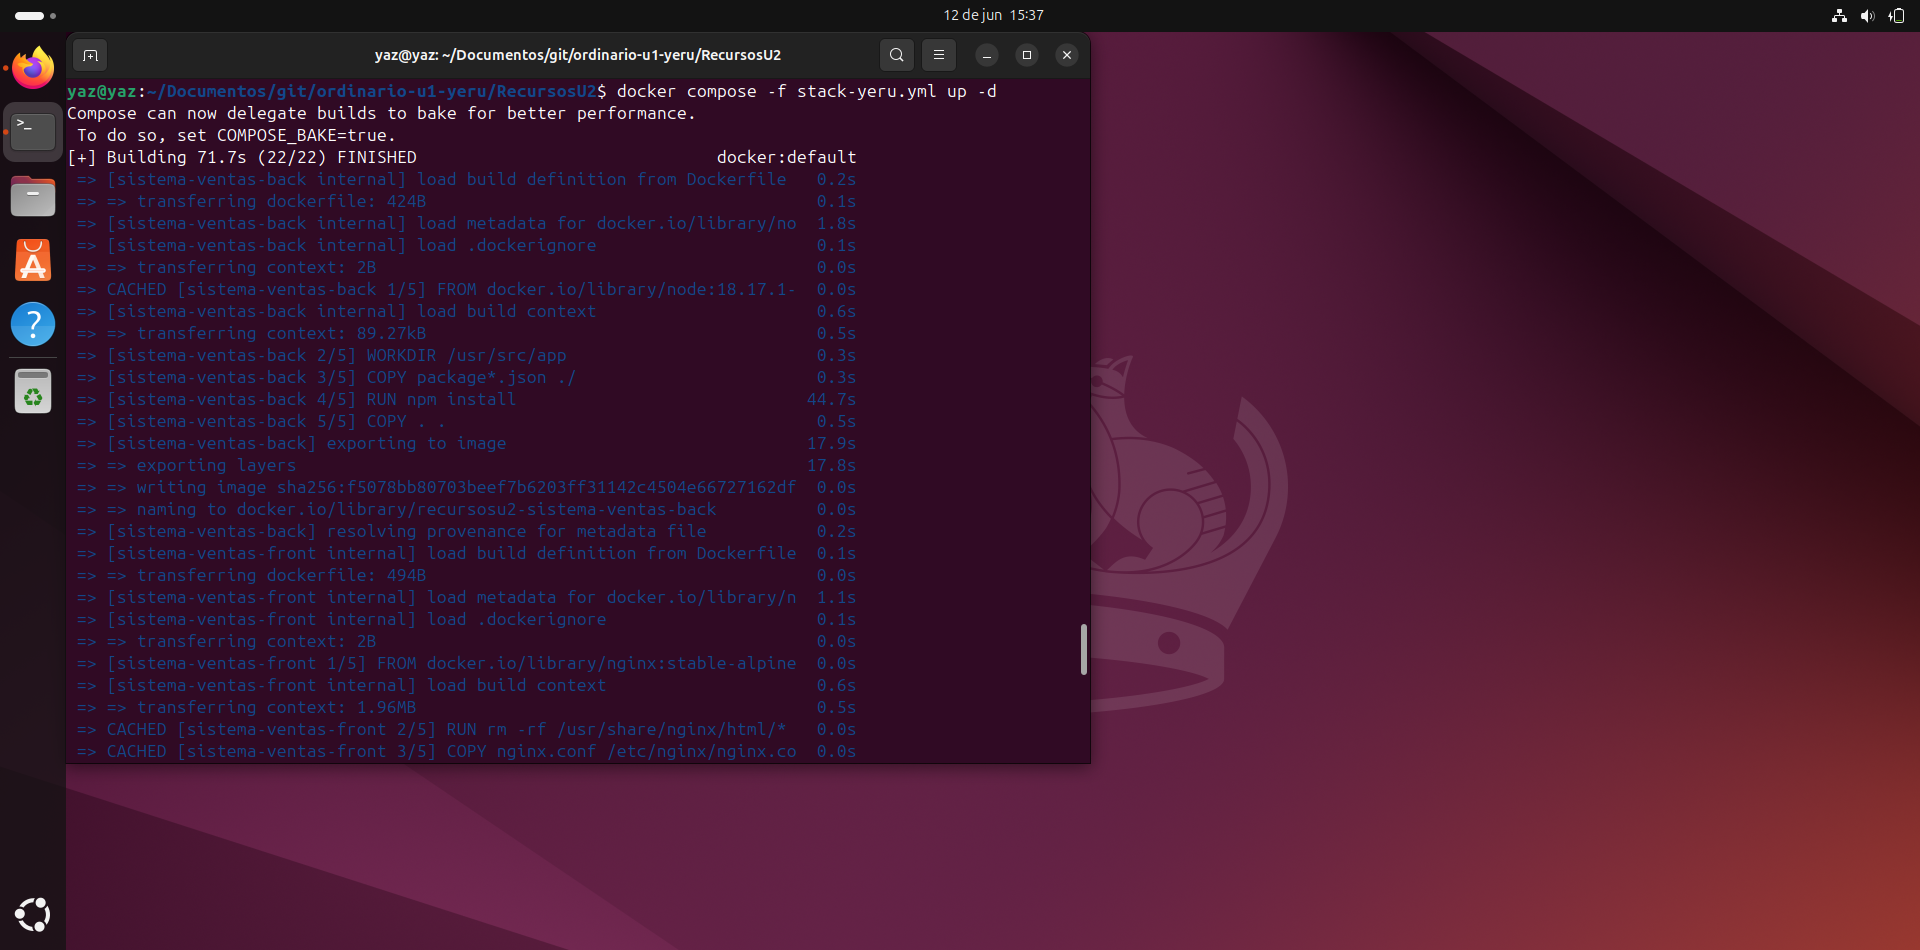 12 de jun 15:37
yaz@yaz: ~/Documentos/git/ordinario-u1-yeru/RecursosU2
yaz@yaz:~/Documentos/git/ordinario-u1-yeru/RecursosU2$ docker compose -f stack-yeru.yml up -d
Compose can now delegate builds to bake for better performance.
 To do so, set COMPOSE_BAKE=true.
[+] Building 71.7s (22/22) FINISHED docker:default
 => [sistema-ventas-back internal] load build definition from Dockerfile 0.2s
 => => transferring dockerfile: 424B 0.1s
 => [sistema-ventas-back internal] load metadata for docker.io/library/no 1.8s
 => [sistema-ventas-back internal] load .dockerignore 0.1s
 => => transferring context: 2B 0.0s
 => CACHED [sistema-ventas-back 1/5] FROM docker.io/library/node:18.17.1- 0.0s
 => [sistema-ventas-back internal] load build context 0.6s
 => => transferring context: 89.27kB 0.5s
 => [sistema-ventas-back 2/5] WORKDIR /usr/src/app 0.3s
 => [sistema-ventas-back 3/5] COPY package*.json ./ 0.3s
 => [sistema-ventas-back 4/5] RUN npm install 44.7s
 => [sistema-ventas-back 5/5] COPY . . 0.5s
 => [sistema-ventas-back] exporting to image 17.9s
 => => exporting layers 17.8s
 => => writing image sha256:f5078bb80703beef7b6203ff31142c4504e66727162df 0.0s
 => => naming to docker.io/library/recursosu2-sistema-ventas-back 0.0s
 => [sistema-ventas-back] resolving provenance for metadata file 0.2s
 => [sistema-ventas-front internal] load build definition from Dockerfile 0.1s
 => => transferring dockerfile: 494B 0.0s
 => [sistema-ventas-front internal] load metadata for docker.io/library/n 1.1s
 => [sistema-ventas-front internal] load .dockerignore 0.1s
 => => transferring context: 2B 0.0s
 => [sistema-ventas-front 1/5] FROM docker.io/library/nginx:stable-alpine 0.0s
 => [sistema-ventas-front internal] load build context 0.6s
 => => transferring context: 1.96MB 0.5s
 => CACHED [sistema-ventas-front 2/5] RUN rm -rf /usr/share/nginx/html/* 0.0s
 => CACHED [sistema-ventas-front 3/5] COPY nginx.conf /etc/nginx/nginx.co 0.0s